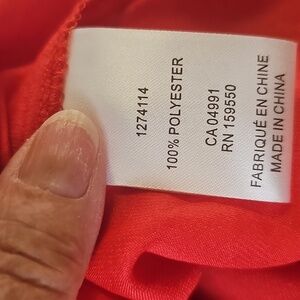 1274114
100% POLYESTER
CA 04991
RN 159550
FABRIQUÉ EN CHINE
MADE IN CHINA